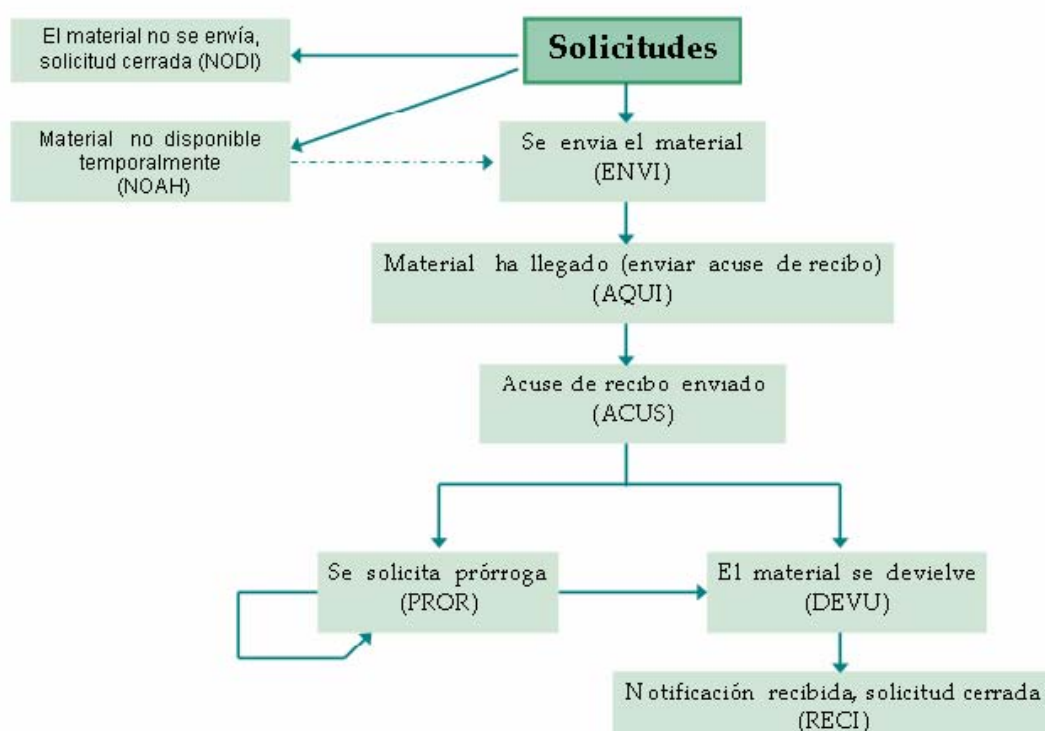 Solicitudes
El material no se envía,
solicitud cerrada (NODI)
Material no disponible
temporalmente
(NOAH)
Se envia el material
(ENVI)
Material ha llegado (enviar acuse de recibo)
(AQUI)
Acuse de recibo enviado
(ACUS)
Se solicita prórroga
(PROR)
El material se devielve
(DEVU)
Notificación recibida, solicitud cerrada
(RECI)